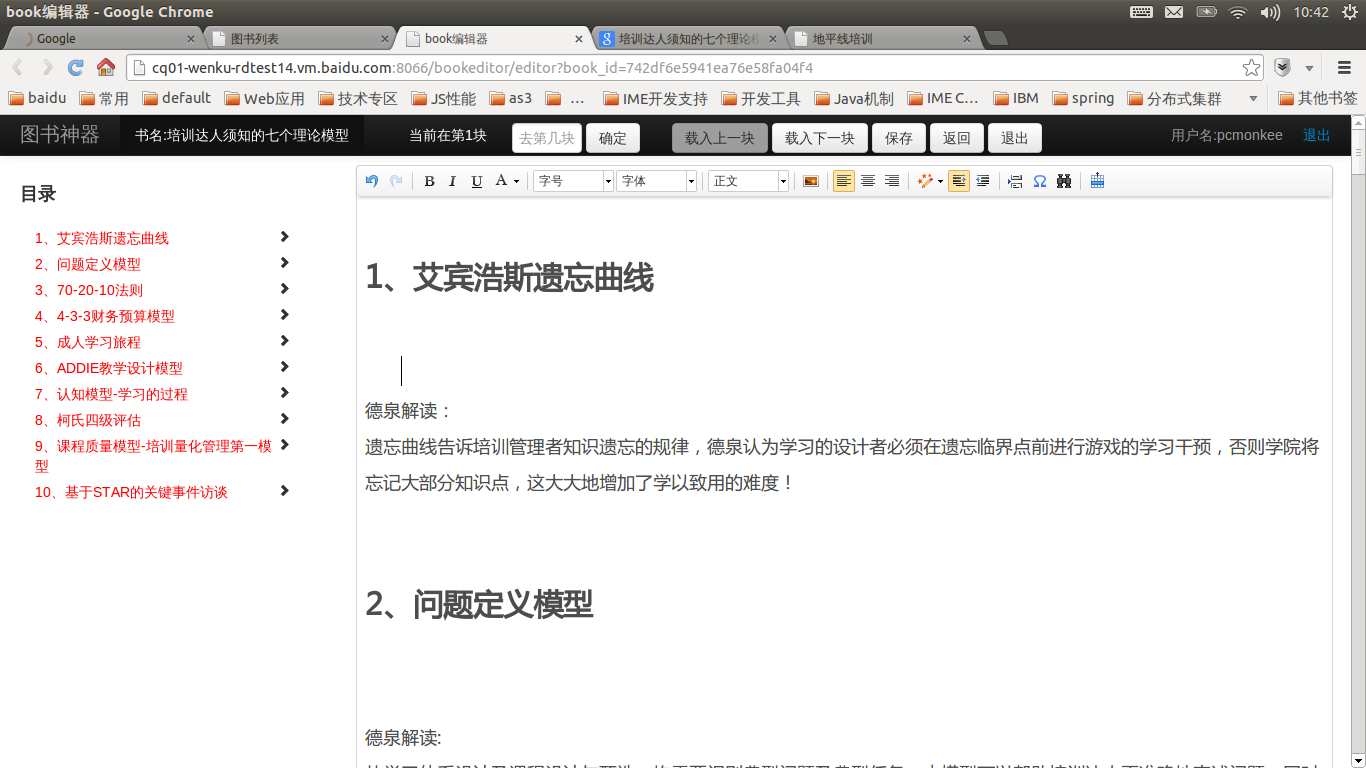 book编辑器 - Google Chrome
10:42
Google
图书列表
book编辑器
培训达人须知的七个理论模
地平线培训
cq01-wenku-rdtest14.vm.baidu.com:8066/bookeditor/editor?book_id=742df6e5941ea76e58fa04f4
baidu 常用 default Web应用 技术专区 JS性能 as3 ... IME开发支持 开发工具 Java机制 IME C... IBM spring 分布式集群 其他书签
图书神器 书名:培训达人须知的七个理论模型 当前在第1块 去第几块 确定 载入上一块 载入下一块 保存 返回 退出 用户名:pcmonkee 退出
B I U A 字号 字体 正文 Ω
目录
1、艾宾浩斯遗忘曲线
2、问题定义模型
3、70-20-10法则
4、4-3-3财务预算模型
5、成人学习旅程
6、ADDIE教学设计模型
7、认知模型-学习的过程
8、柯氏四级评估
9、课程质量模型-培训量化管理第一模
型
10、基于STAR的关键事件访谈
1、艾宾浩斯遗忘曲线
德泉解读：
遗忘曲线告诉培训管理者知识遗忘的规律，德泉认为学习的设计者必须在遗忘临界点前进行游戏的学习干预，否则学院将
忘记大部分知识点，这大大地增加了学以致用的难度！
2、问题定义模型
德泉解读: